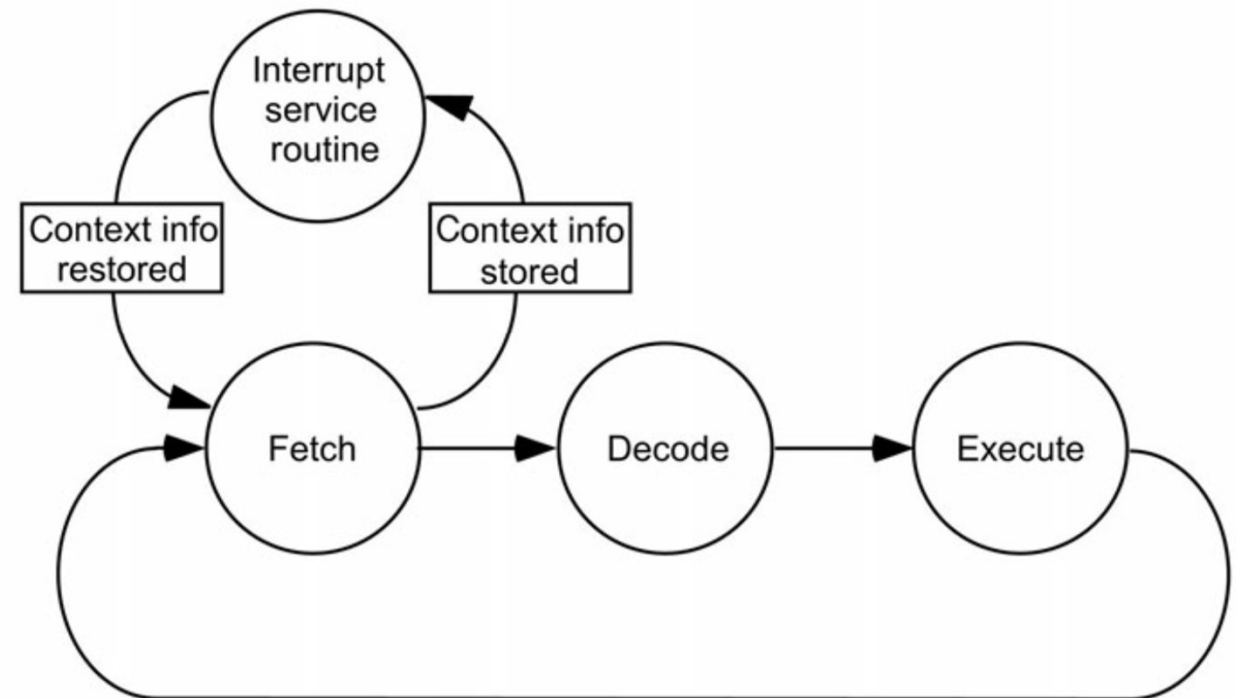 Interrupt
service
routine
Context info
restored
Context info
stored
Fetch
Decode
Execute